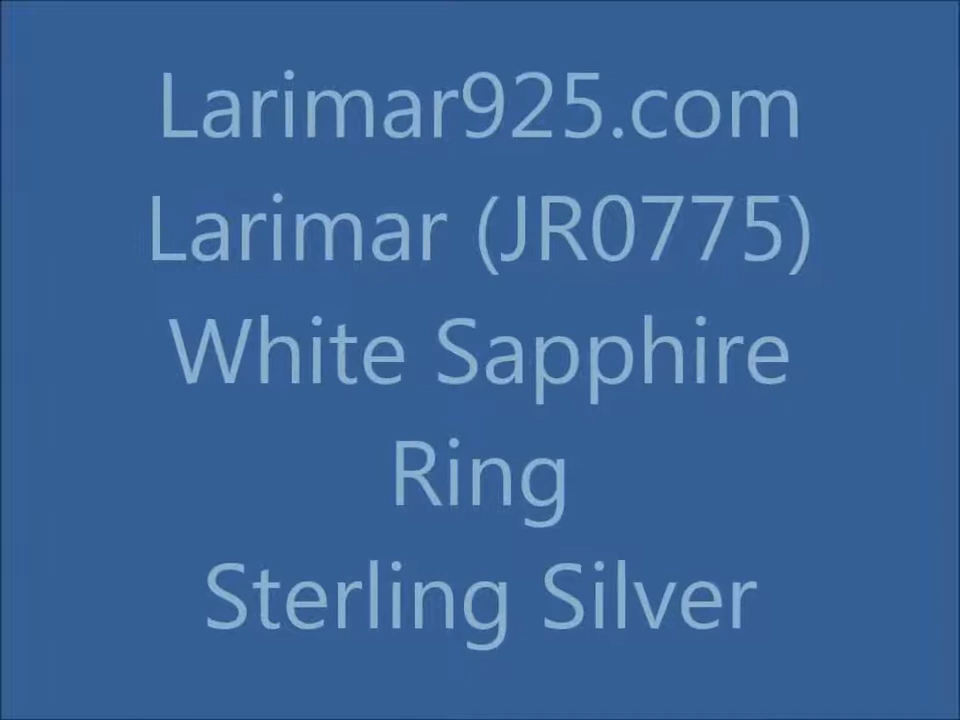 Larimar925.com
Larimar (JR0775)
White Sapphire
Ring
Sterling Silver